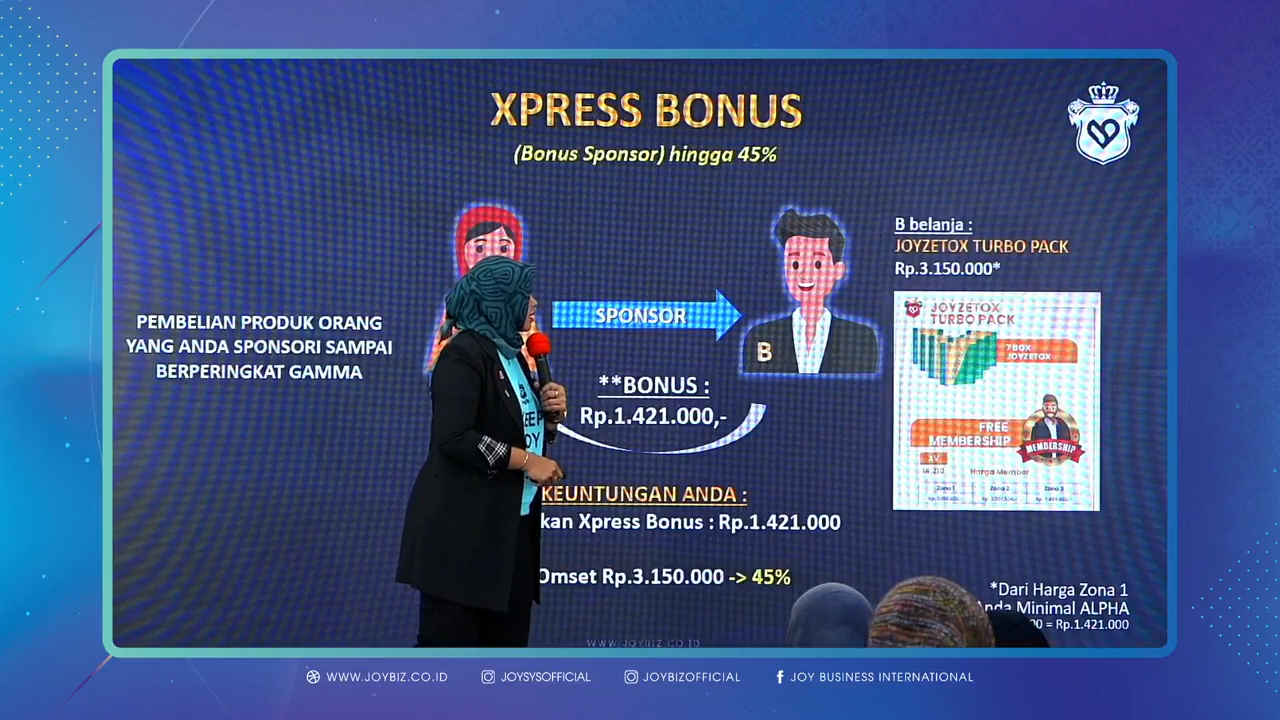 XPRESS BONUS
(Bonus Sponsor) hingga 45%
B belanja :
JOYZETOX TURBO PACK
Rp.3.150.000*
PEMBELIAN PRODUK ORANG
YANG ANDA SPONSORI SAMPAI
BERPERINGKAT GAMMA
SPONSOR
B
**BONUS :
Rp.1.421.000,-
JOYZETOX
TURBO PACK
7 BOX
JOYZETOX
FREE
MEMBERSHIP
MEMBERSHIP
XV
14.210
Harga Member
Zona 1
Zona 2
Zona 3
KEUNTUNGAN ANDA :
kan Xpress Bonus : Rp.1.421.000
Omset Rp.3.150.000 -> 45%
*Dari Harga Zona 1
Anda Minimal ALPHA
00 = Rp.1.421.000
WWW.JOYBIZ.CO.ID
WWW.JOYBIZ.CO.ID
JOYSYSOFFICIAL
JOYBIZOFFICIAL
JOY BUSINESS INTERNATIONAL